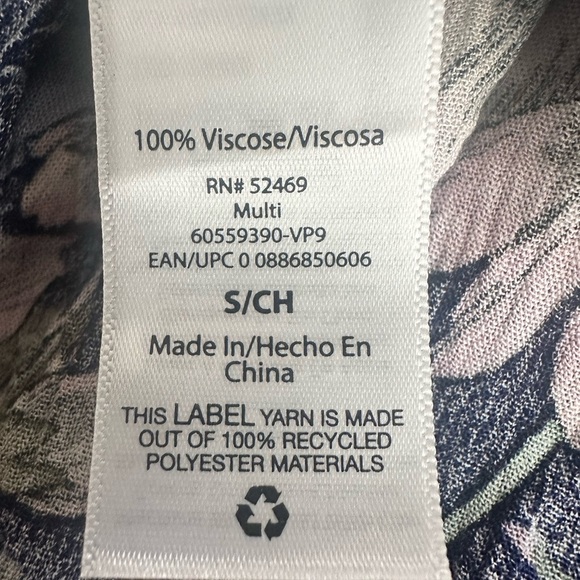 100% Viscose/Viscosa
RN# 52469
Multi
60559390-VP9
EAN/UPC 0 0886850606
S/CH
Made In/Hecho En
China
THIS LABEL YARN IS MADE
OUT OF 100% RECYCLED
POLYESTER MATERIALS